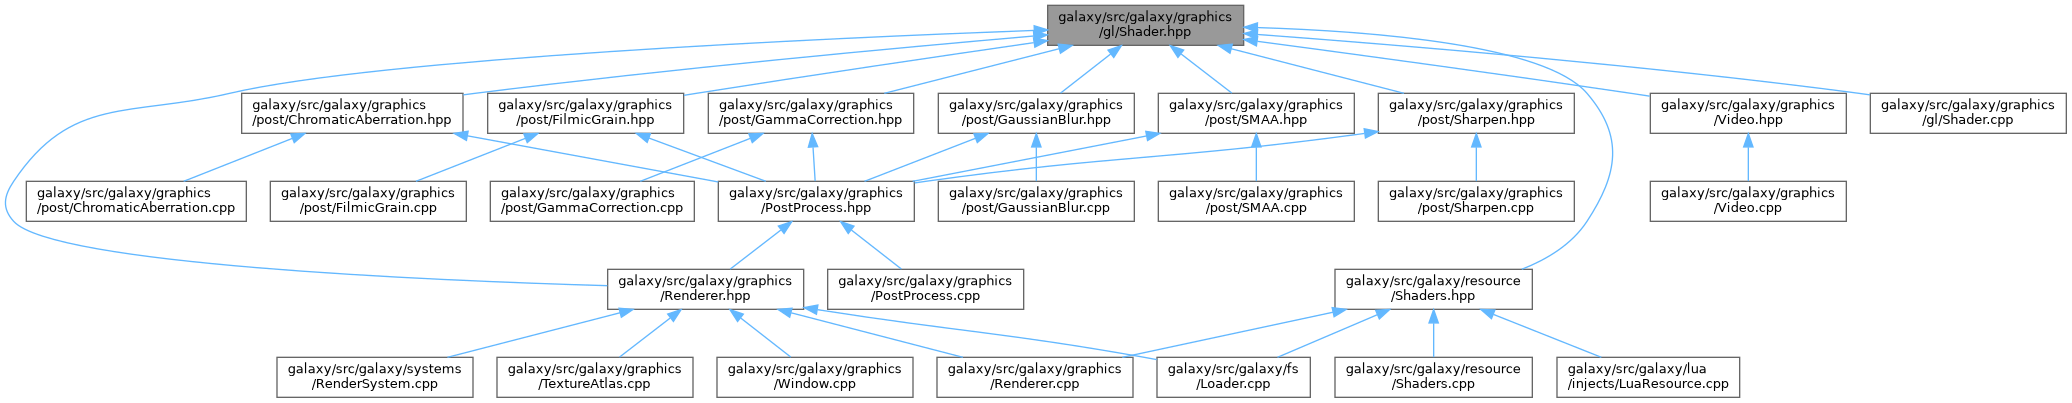 galaxy/src/galaxy/graphics
/gl/Shader.hpp
galaxy/src/galaxy/graphics
/post/ChromaticAberration.hpp
galaxy/src/galaxy/graphics
/post/FilmicGrain.hpp
galaxy/src/galaxy/graphics
/post/GammaCorrection.hpp
galaxy/src/galaxy/graphics
/post/GaussianBlur.hpp
galaxy/src/galaxy/graphics
/post/SMAA.hpp
galaxy/src/galaxy/graphics
/post/Sharpen.hpp
galaxy/src/galaxy/graphics
/Video.hpp
galaxy/src/galaxy/graphics
/gl/Shader.cpp
galaxy/src/galaxy/graphics
/post/ChromaticAberration.cpp
galaxy/src/galaxy/graphics
/post/FilmicGrain.cpp
galaxy/src/galaxy/graphics
/post/GammaCorrection.cpp
galaxy/src/galaxy/graphics
/PostProcess.hpp
galaxy/src/galaxy/graphics
/post/GaussianBlur.cpp
galaxy/src/galaxy/graphics
/post/SMAA.cpp
galaxy/src/galaxy/graphics
/post/Sharpen.cpp
galaxy/src/galaxy/graphics
/Video.cpp
galaxy/src/galaxy/graphics
/Renderer.hpp
galaxy/src/galaxy/graphics
/PostProcess.cpp
galaxy/src/galaxy/resource
/Shaders.hpp
galaxy/src/galaxy/systems
/RenderSystem.cpp
galaxy/src/galaxy/graphics
/TextureAtlas.cpp
galaxy/src/galaxy/graphics
/Window.cpp
galaxy/src/galaxy/graphics
/Renderer.cpp
galaxy/src/galaxy/fs
/Loader.cpp
galaxy/src/galaxy/resource
/Shaders.cpp
galaxy/src/galaxy/lua
/injects/LuaResource.cpp